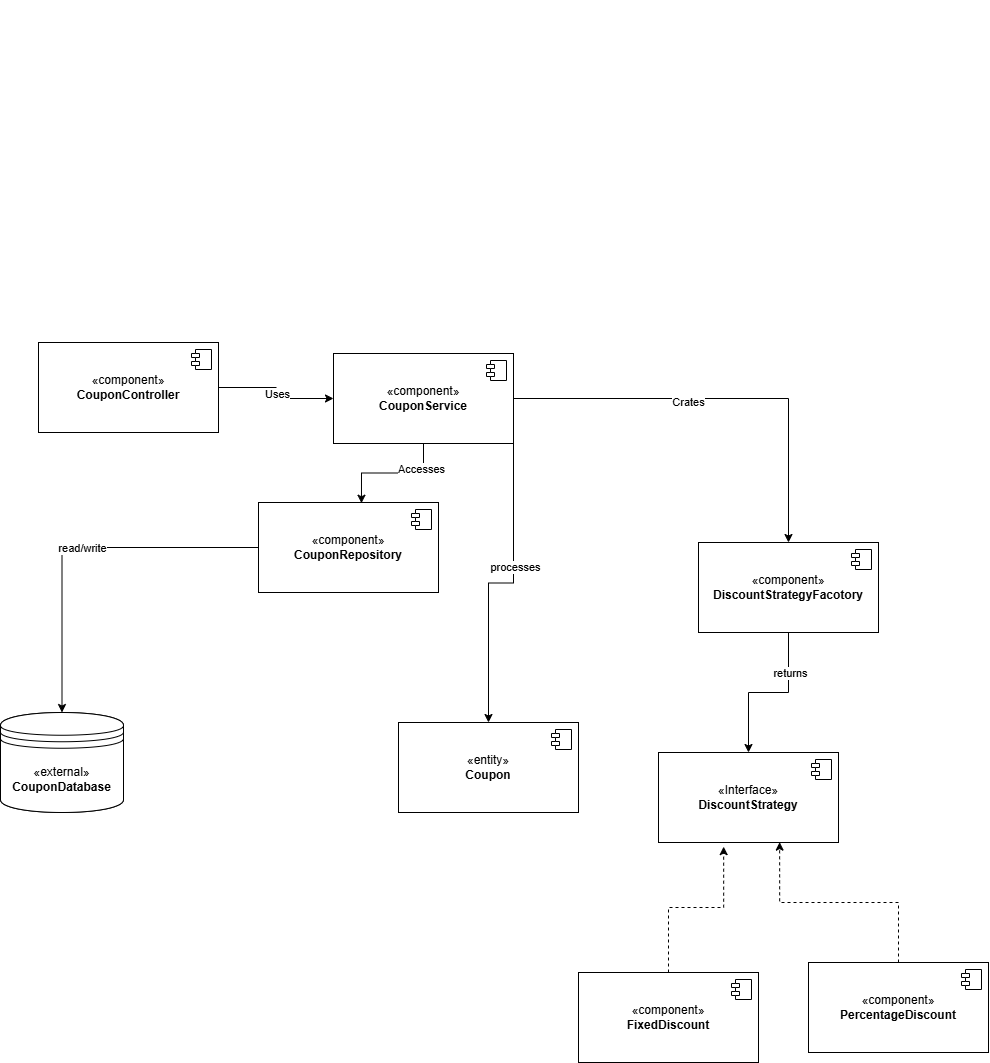 «component»
CouponController
Uses
«component»
CouponService
Crates
Accesses
«component»
CouponRepository
read/write
processes
«component»
DiscountStrategyFacotory
returns
«external»
CouponDatabase
«entity»
Coupon
«Interface»
DiscountStrategy
«component»
FixedDiscount
«component»
PercentageDiscount